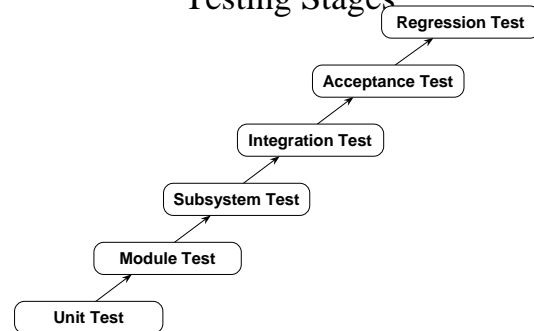 Testing Stages
Regression Test
Acceptance Test
Integration Test
Subsystem Test
Module Test
Unit Test